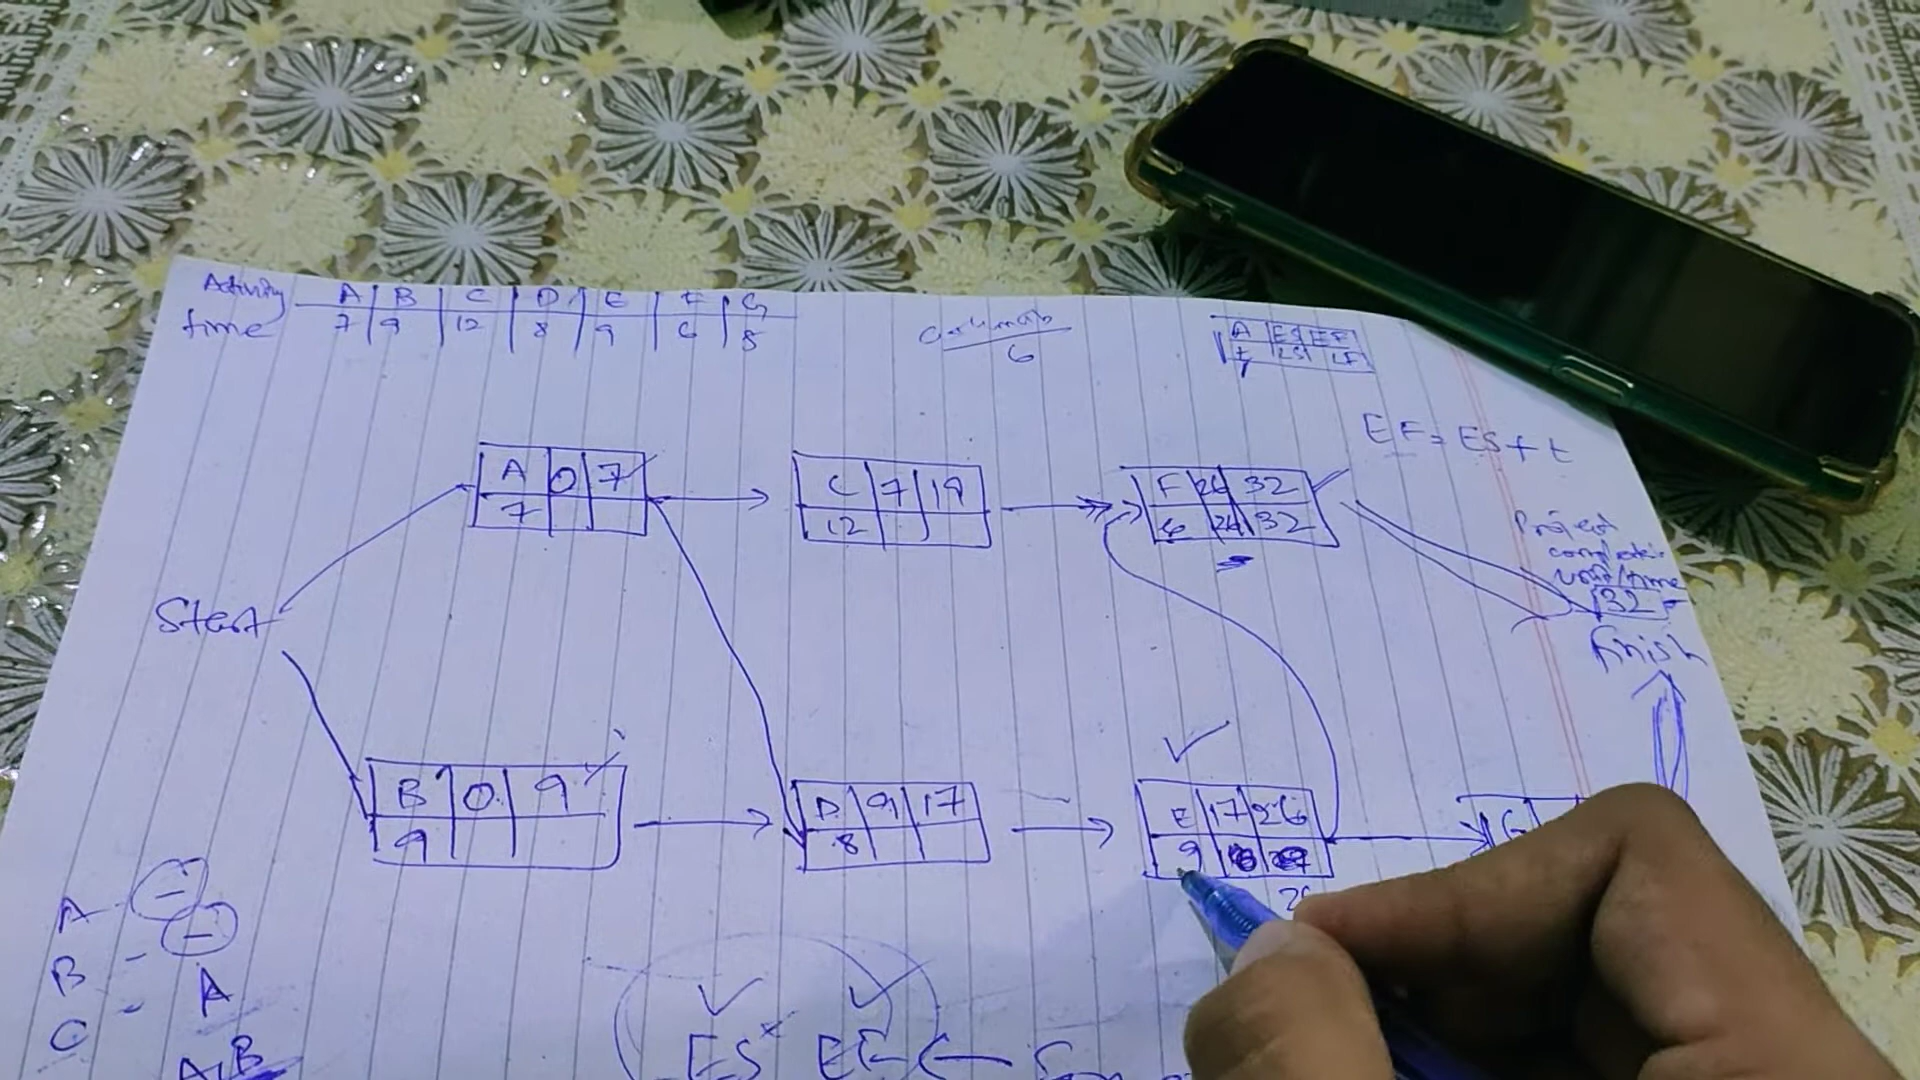 Activity A B C D E F G
time 7 9 12 8 9 6
6
A ES EF
t LS LF
EF = ES + t
A 0 7
7
C 7 19
12
F 26 32
6 26 32
Project
32
Start
finish
B 0 9
9
D 9 17
8
E 17 26
9
G
A -
B - -
C - A
A, B
ES EF